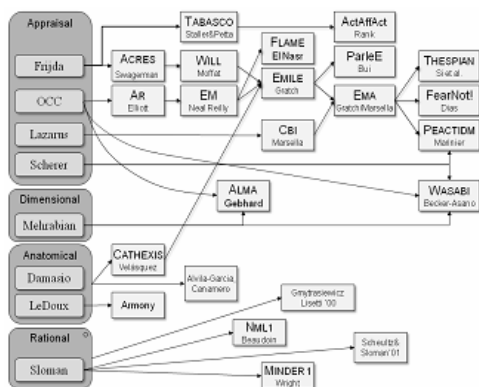 Appraisal
Frijda
OCC
Lazarus
Scherer
Dimensional
Mehrabian
Anatomical
Damasio
LeDoux
Rational
Sloman
TABASCO
Staller&Petta
ActAffAct
Rank
ACRES
Swagerman
WILL
Moffat
FLAME
El Nasr
ParleE
Bui
THESPIAN
Si et al.
AR
Elliott
EM
Neal Reilly
EMILE
Gratch
EMA
Gratch/Marsella
FearNot!
Dias
CBI
Marsella
PEACTIDM
Marinier
ALMA
Gebhard
WASABI
Becker-Asano
CATHEXIS
Velásquez
Alvila-Garcia,
Canamero
Armony
Gmytrasiewicz
Lisetti '00
NML1
Beaudoin
Scheultz&
Sloman'01
MINDER 1
Wright